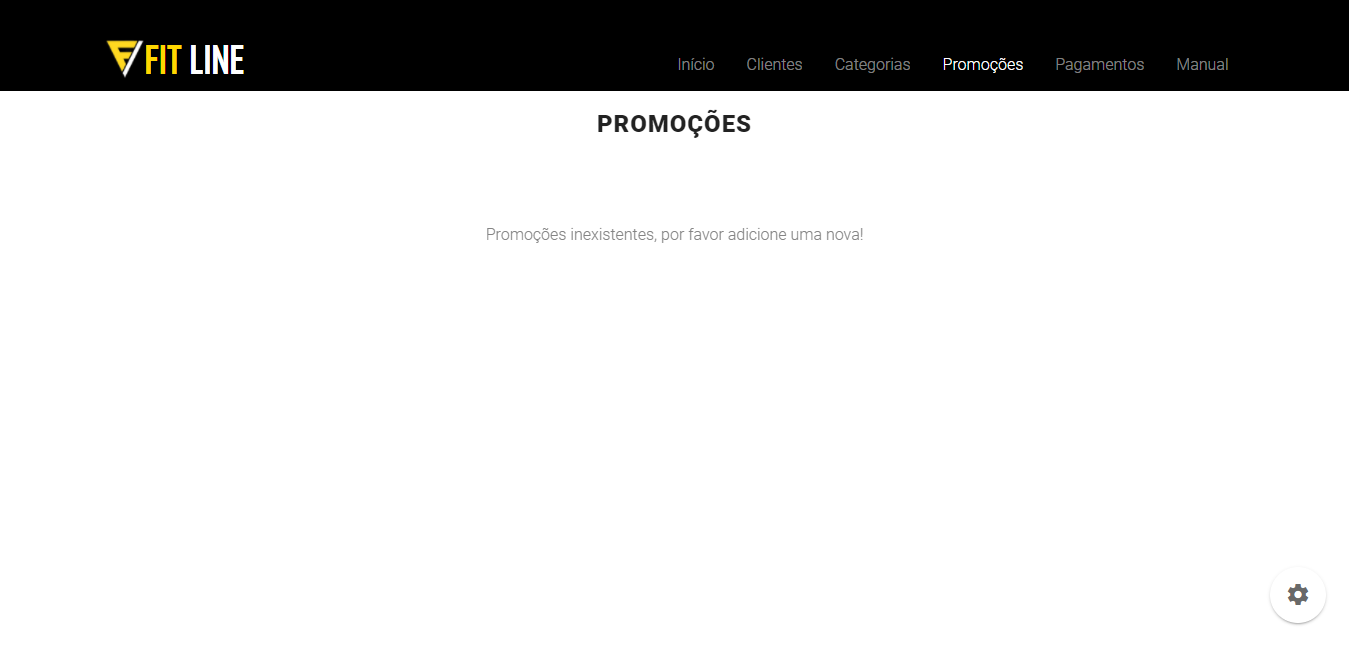 FIT LINE
Início Clientes Categorias Promoções Pagamentos Manual
PROMOÇÕES
Promoções inexistentes, por favor adicione uma nova!